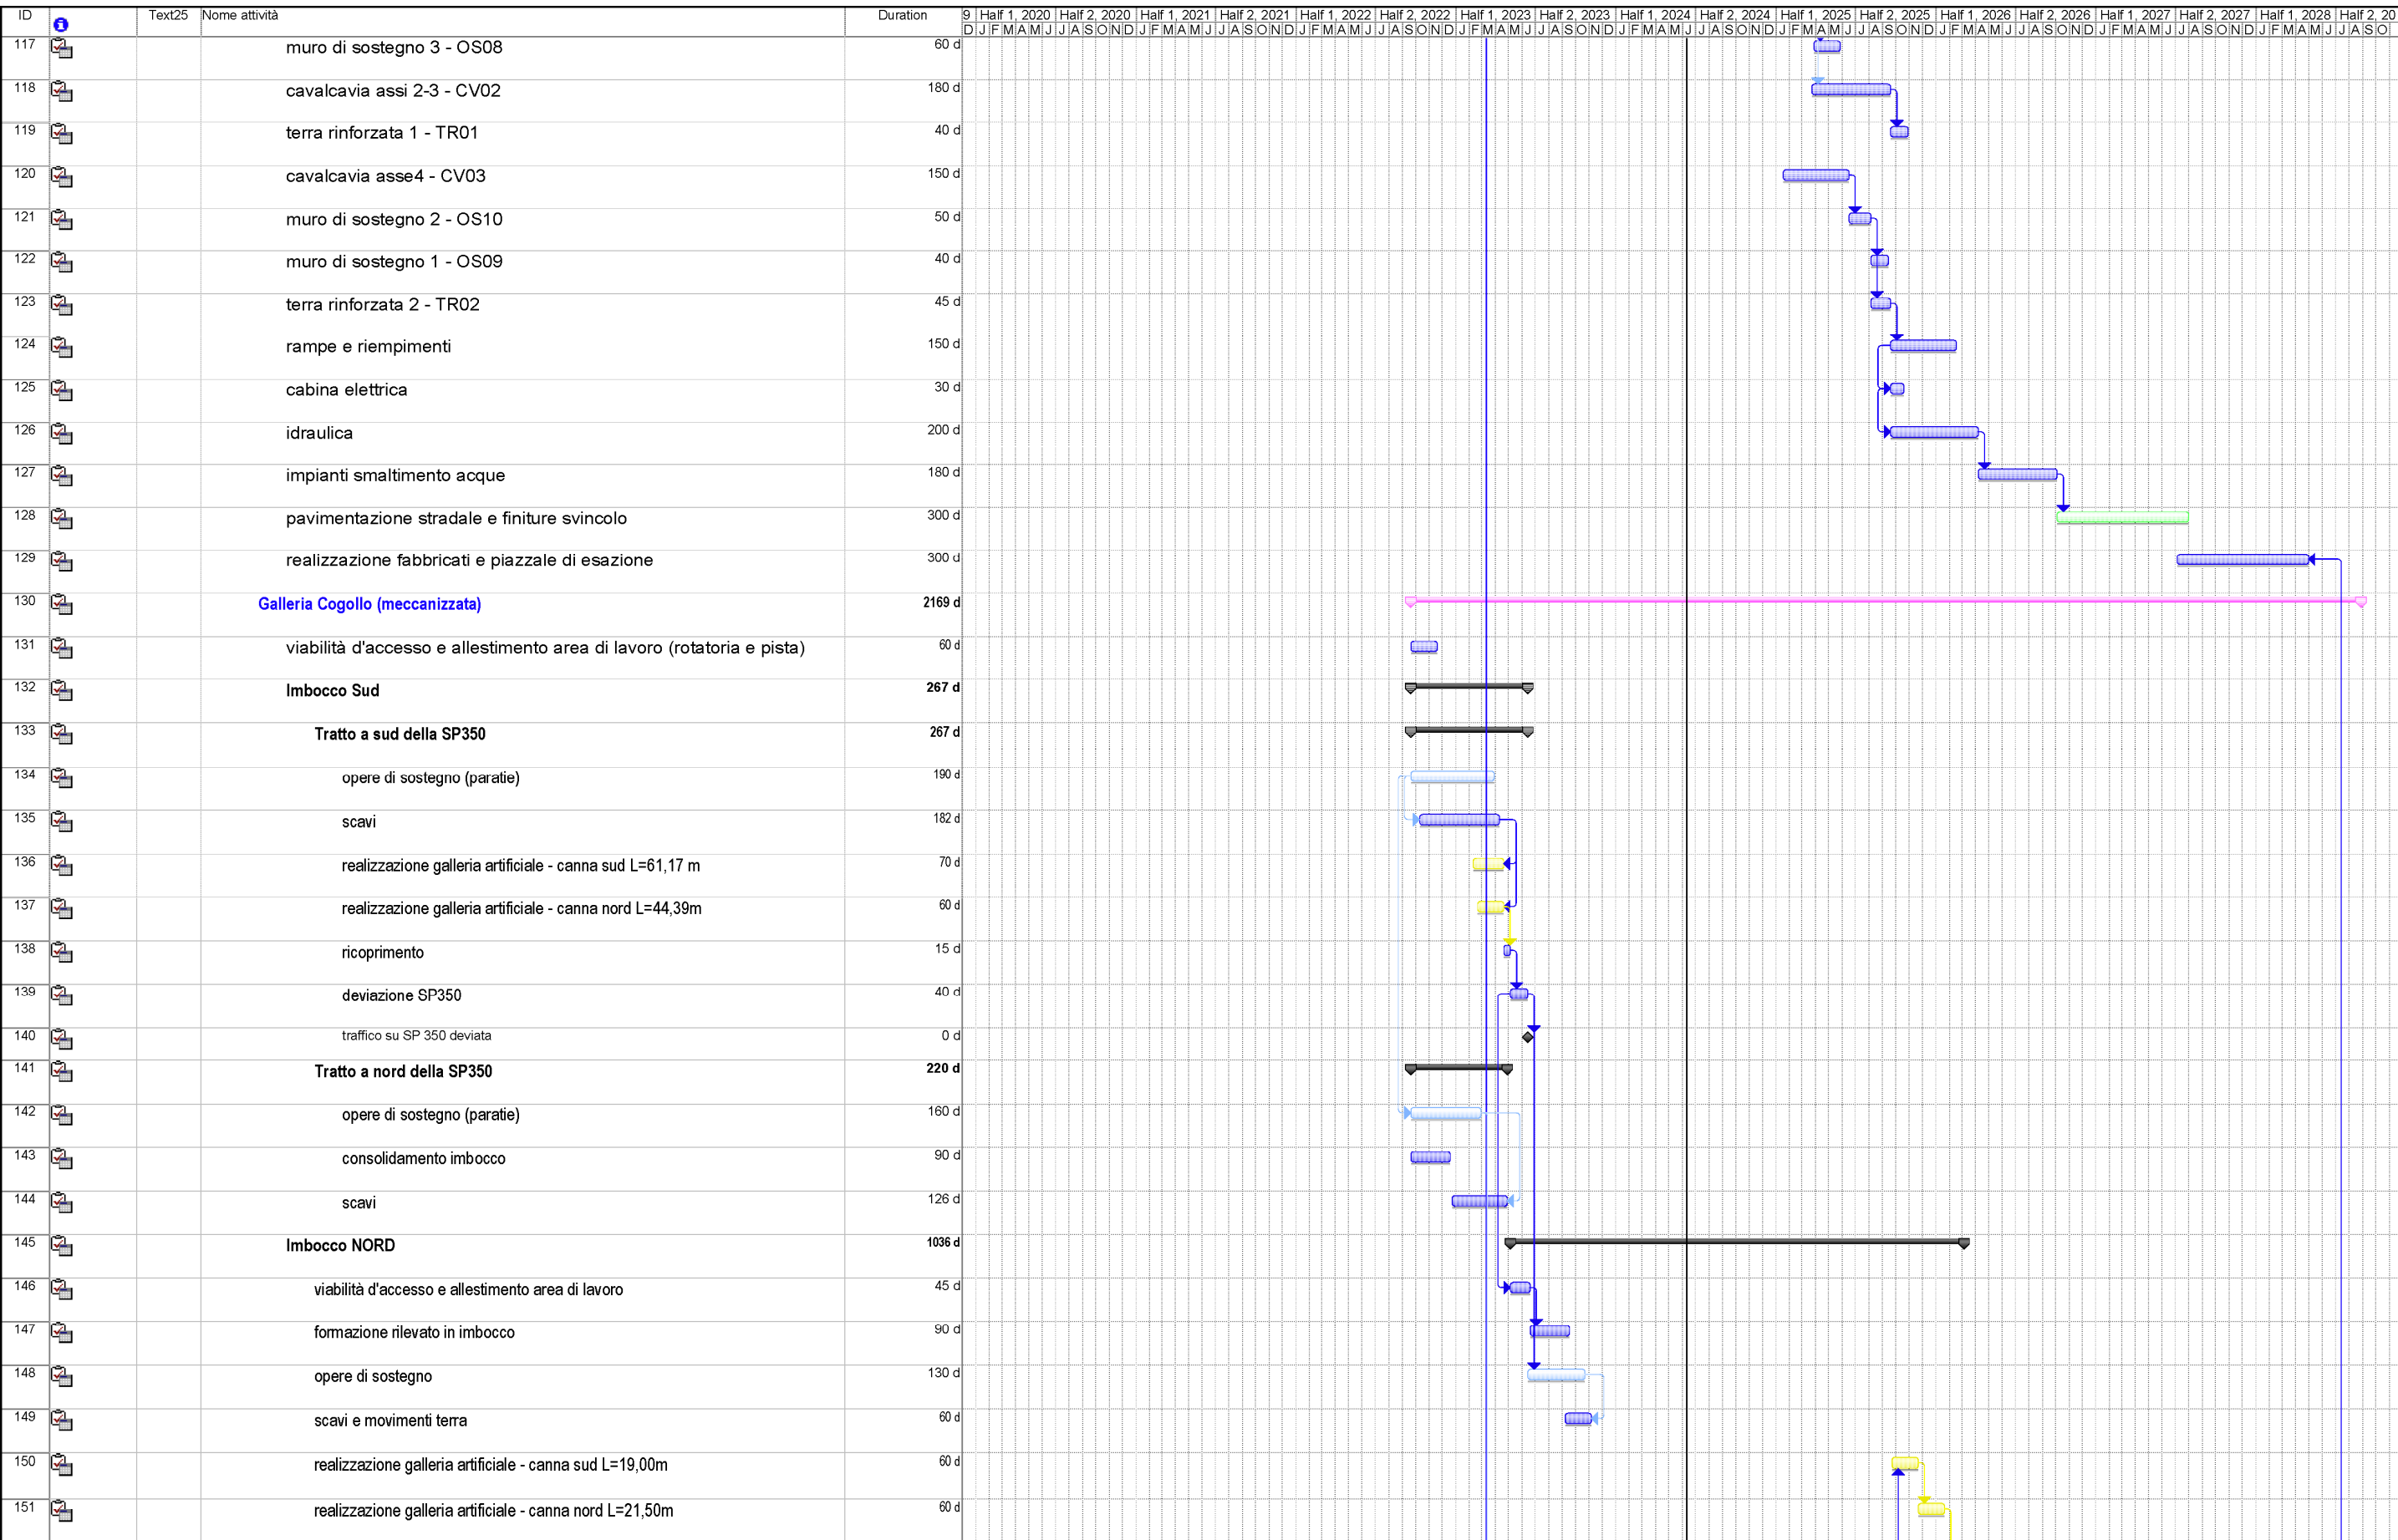 ID Text25 Nome attività Duration 9 Half 1, 2020 Half 2, 2020 Half 1, 2021 Half 2, 2021 Half 1, 2022 Half 2, 2022 Half 1, 2023 Half 2, 2023 Half 1, 2024 Half 2, 2024 Half 1, 2025 Half 2, 2025 Half 1, 2026 Half 2, 2026 Half 1, 2027 Half 2, 2027 Half 1, 2028 Half 2, 20
D J F M A M J J A S O N D J F M A M J J A S O N D J F M A M J J A S O N D J F M A M J J A S O N D J F M A M J J A S O N D J F M A M J J A S O N D J F M A M J J A S O N D J F M A M J J A S O N D J F M A M J J A S O
117 muro di sostegno 3 - OS08 60 d
118 cavalcavia assi 2-3 - CV02 180 d
119 terra rinforzata 1 - TR01 40 d
120 cavalcavia asse4 - CV03 150 d
121 muro di sostegno 2 - OS10 50 d
122 muro di sostegno 1 - OS09 40 d
123 terra rinforzata 2 - TR02 45 d
124 rampe e riempimenti 150 d
125 cabina elettrica 30 d
126 idraulica 200 d
127 impianti smaltimento acque 180 d
128 pavimentazione stradale e finiture svincolo 300 d
129 realizzazione fabbricati e piazzale di esazione 300 d
130 Galleria Cogollo (meccanizzata) 2169 d
131 viabilità d'accesso e allestimento area di lavoro (rotatoria e pista) 60 d
132 Imbocco Sud 267 d
133 Tratto a sud della SP350 267 d
134 opere di sostegno (paratie) 190 d
135 scavi 182 d
136 realizzazione galleria artificiale - canna sud L=61,17 m 70 d
137 realizzazione galleria artificiale - canna nord L=44,39m 60 d
138 ricoprimento 15 d
139 deviazione SP350 40 d
140 traffico su SP 350 deviata 0 d
141 Tratto a nord della SP350 220 d
142 opere di sostegno (paratie) 160 d
143 consolidamento imbocco 90 d
144 scavi 126 d
145 Imbocco NORD 1036 d
146 viabilità d'accesso e allestimento area di lavoro 45 d
147 formazione rilevato in imbocco 90 d
148 opere di sostegno 130 d
149 scavi e movimenti terra 60 d
150 realizzazione galleria artificiale - canna sud L=19,00m 60 d
151 realizzazione galleria artificiale - canna nord L=21,50m 60 d